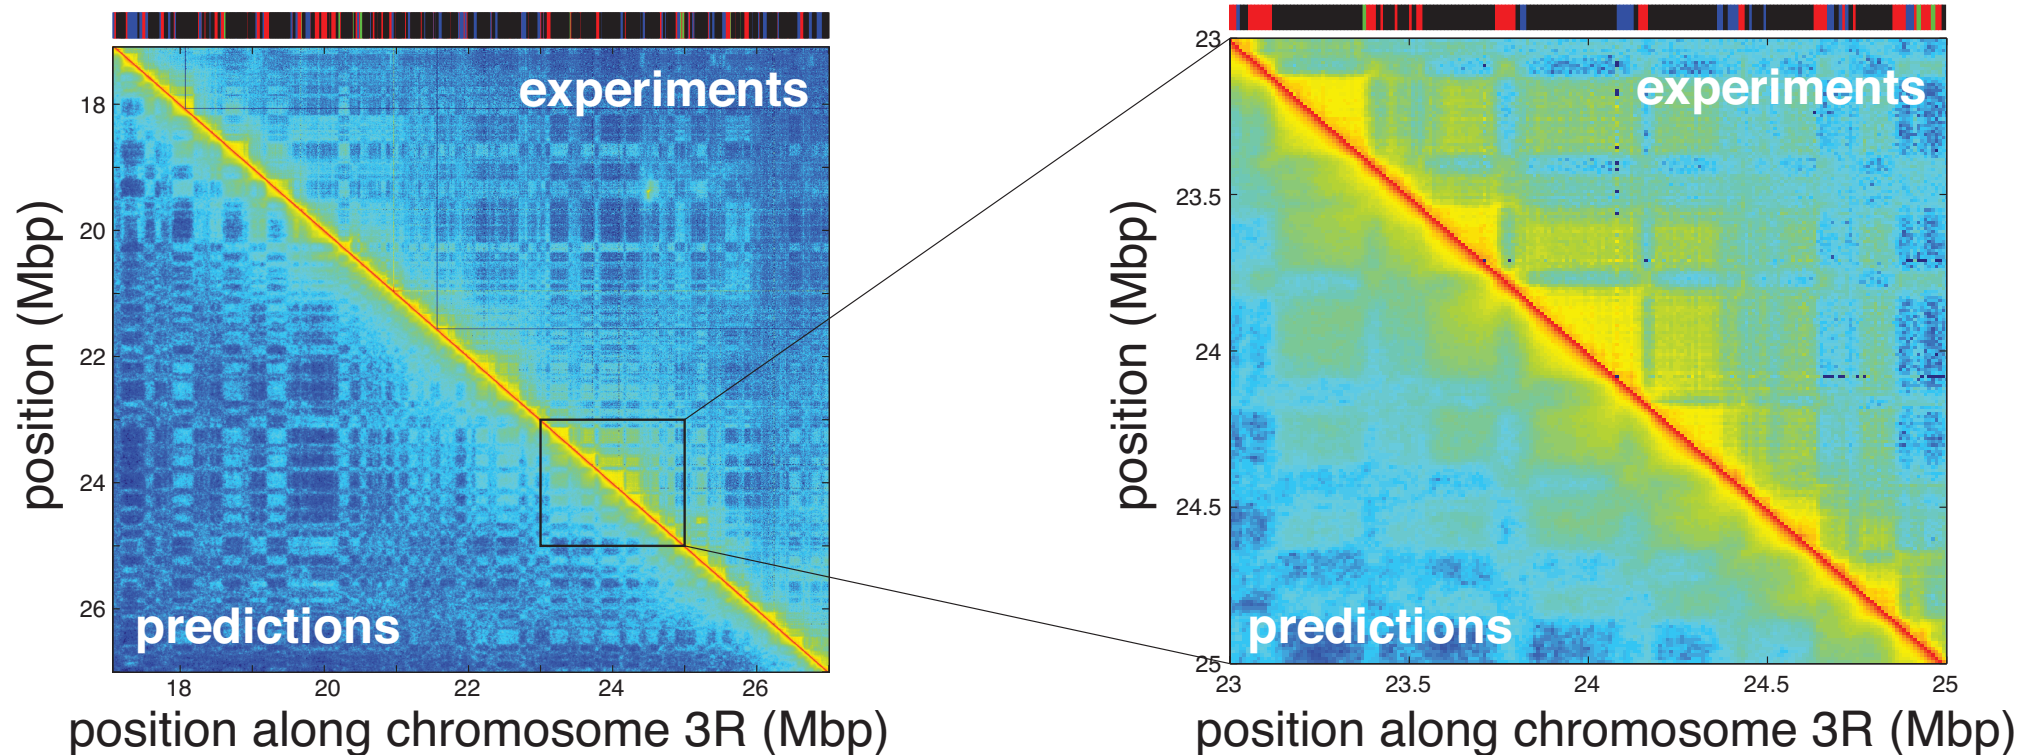 experiments
predictions
18
20
22
24
26
18
20
22
24
26
position (Mbp)
position along chromosome 3R (Mbp)
experiments
predictions
23
23.5
24
24.5
25
23
23.5
24
24.5
25
position (Mbp)
position along chromosome 3R (Mbp)